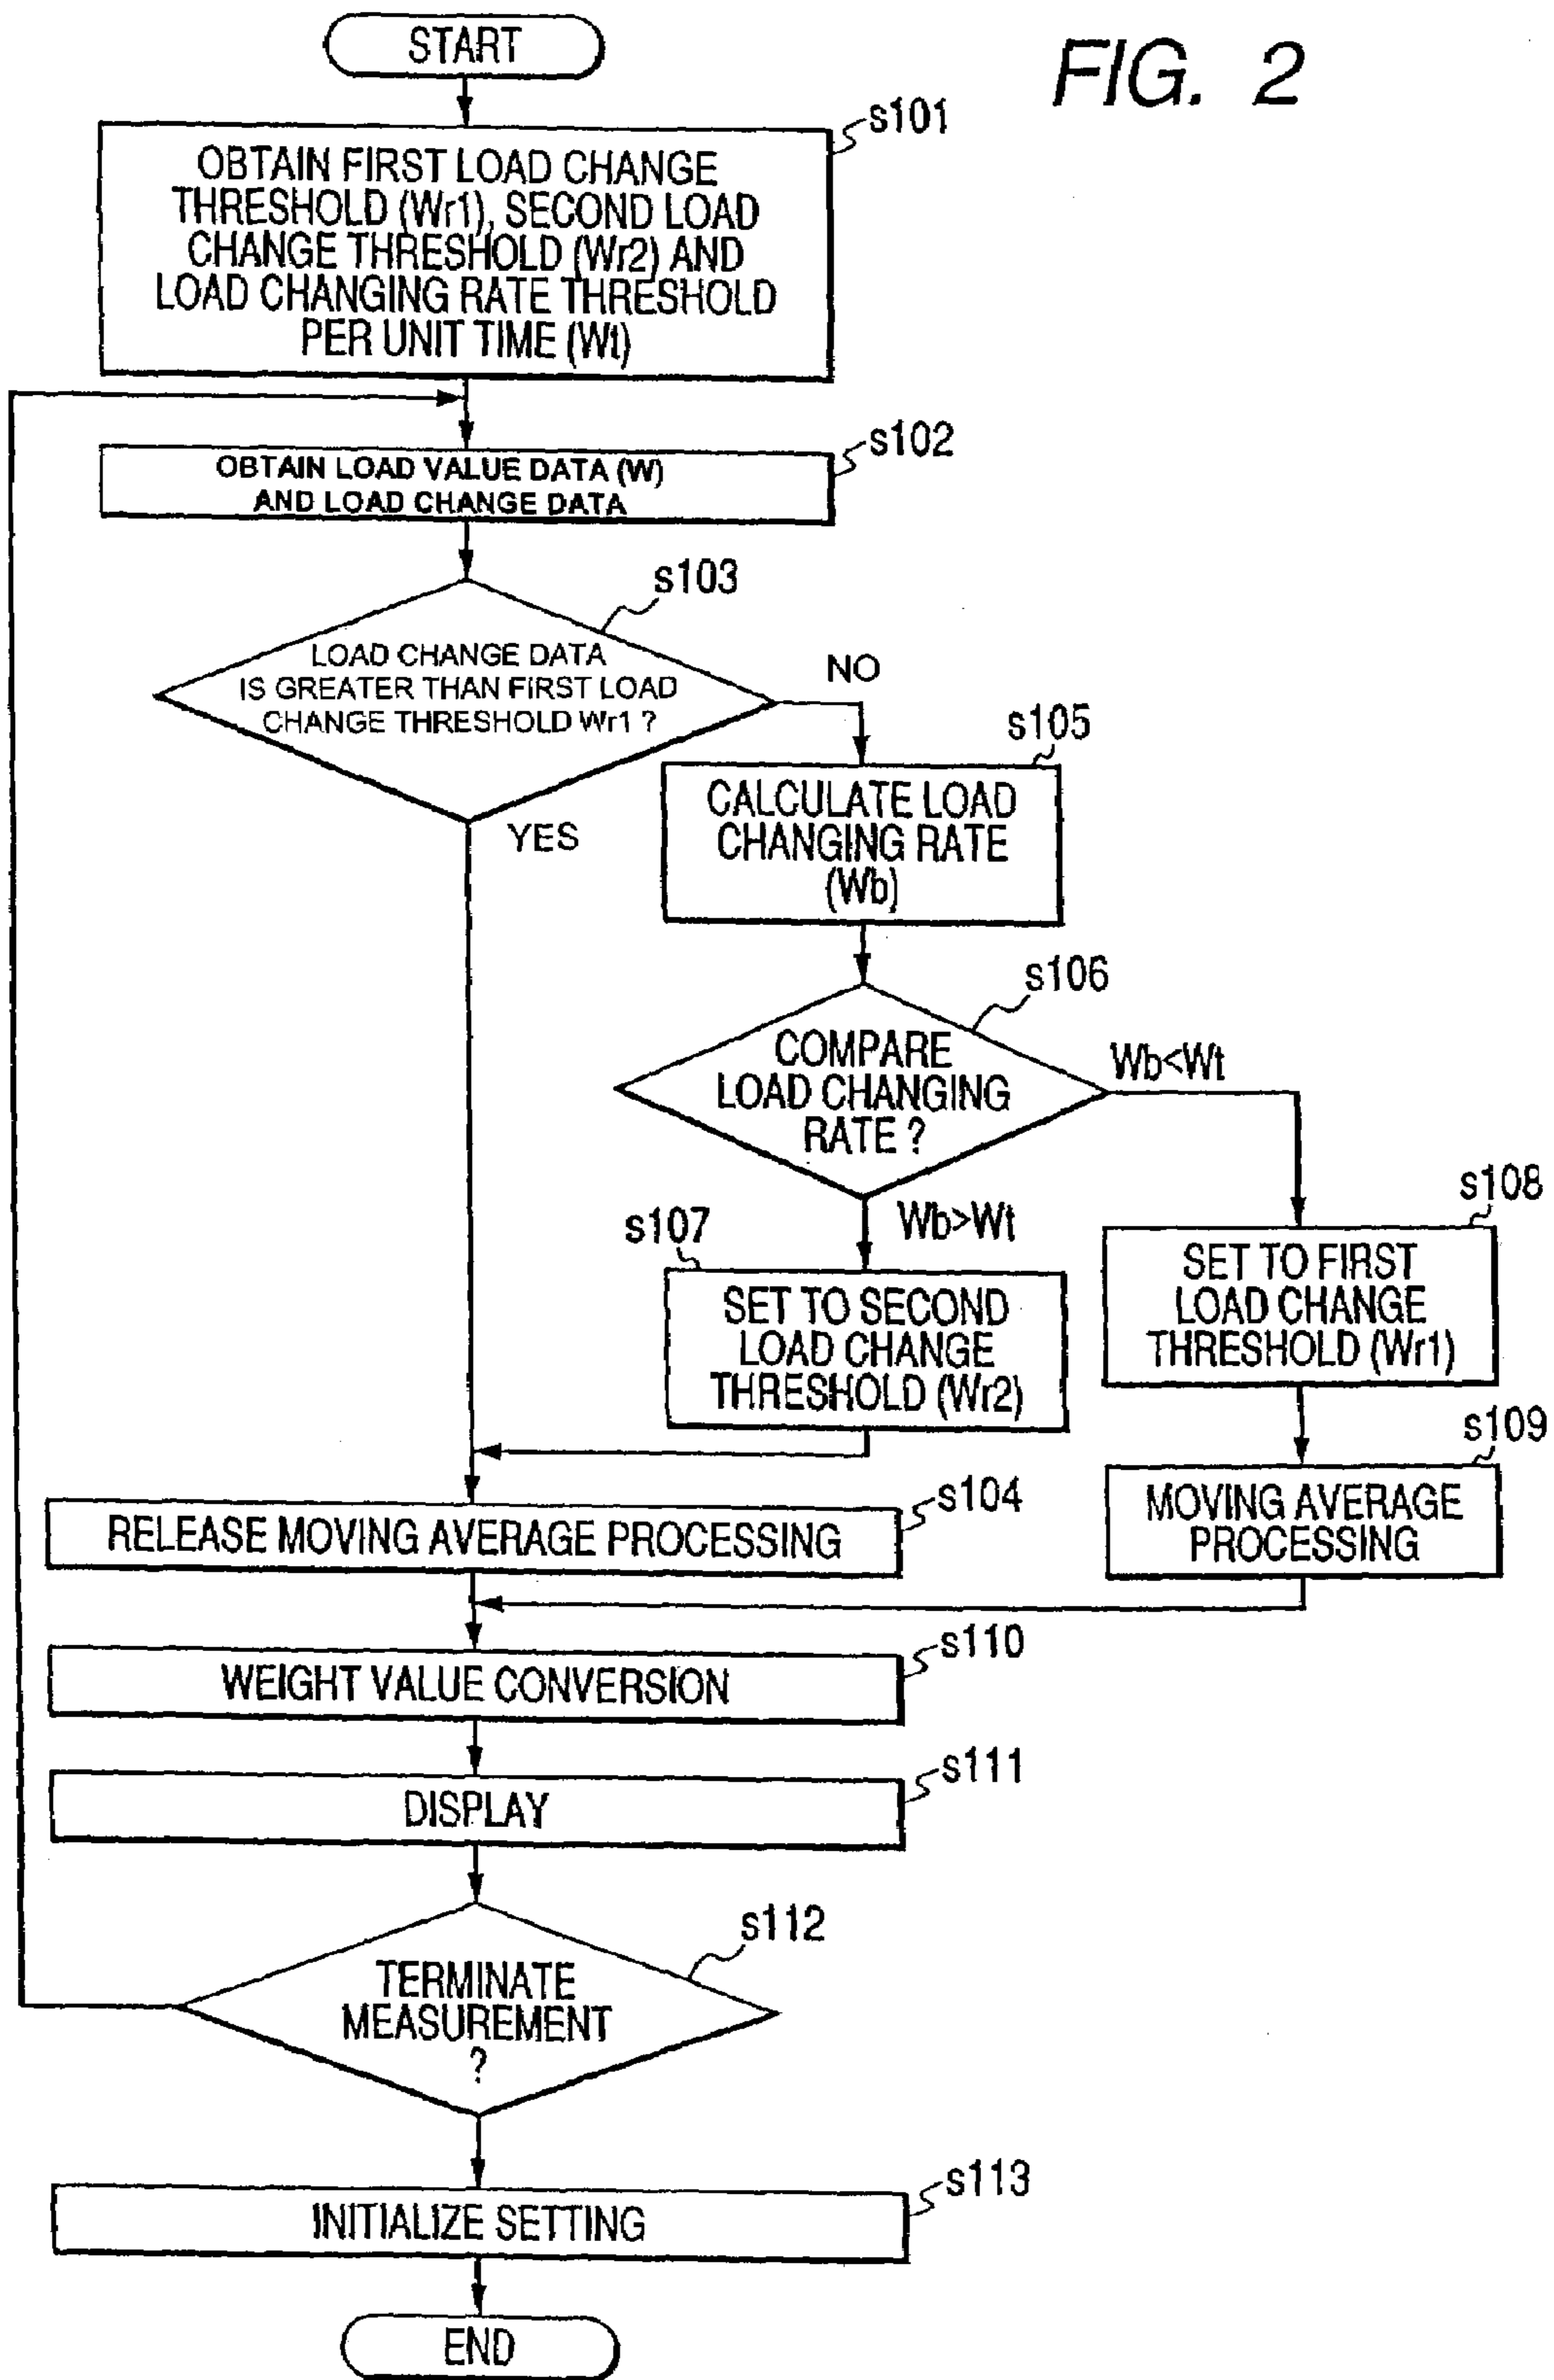 START
FIG. 2
s101
OBTAIN FIRST LOAD CHANGE
THRESHOLD (Wr1), SECOND LOAD
CHANGE THRESHOLD (Wr2) AND
LOAD CHANGING RATE THRESHOLD
PER UNIT TIME (Wt)
s102
OBTAIN LOAD VALUE DATA (W)
AND LOAD CHANGE DATA
s103
LOAD CHANGE DATA
IS GREATER THAN FIRST LOAD
CHANGE THRESHOLD Wr1 ?
NO
YES
s105
CALCULATE LOAD
CHANGING RATE
(Wb)
s106
COMPARE
LOAD CHANGING
RATE ?
Wb<Wt
Wb>Wt
s107
SET TO SECOND
LOAD CHANGE
THRESHOLD (Wr2)
s108
SET TO FIRST
LOAD CHANGE
THRESHOLD (Wr1)
s109
MOVING AVERAGE
PROCESSING
s104
RELEASE MOVING AVERAGE PROCESSING
s110
WEIGHT VALUE CONVERSION
s111
DISPLAY
s112
TERMINATE
MEASUREMENT
?
s113
INITIALIZE SETTING
END